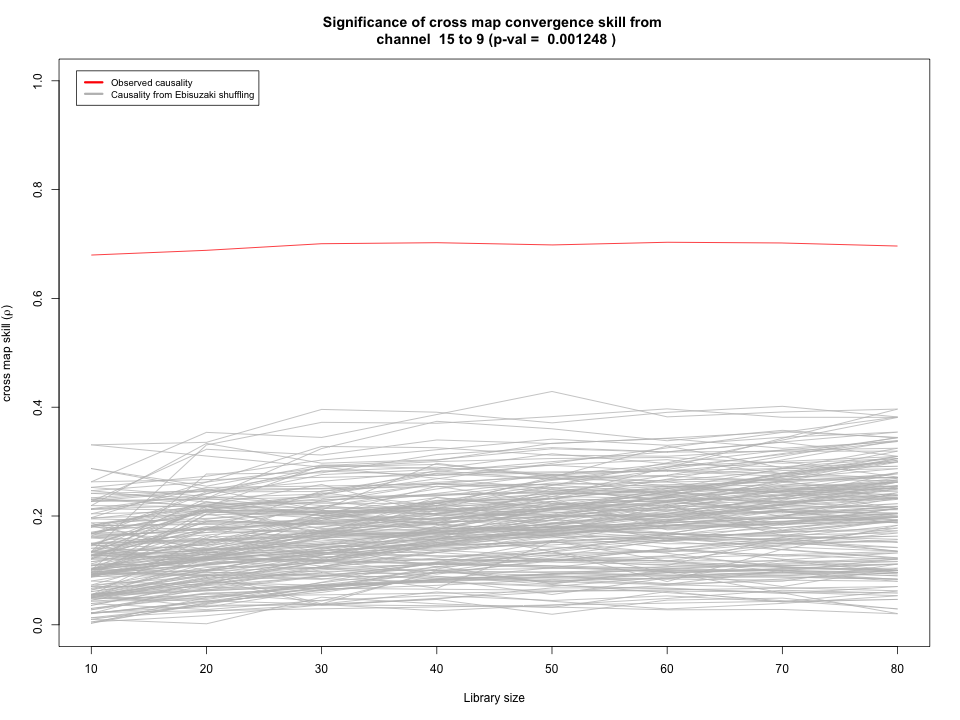 Significance of cross map convergence skill from
channel  15 to 9 (p-val =  0.001248 )
Observed causality
Causality from Ebisuzaki shuffling
cross map skill (ρ)
1.0
0.8
0.6
0.4
0.2
0.0
10 20 30 40 50 60 70 80
Library size